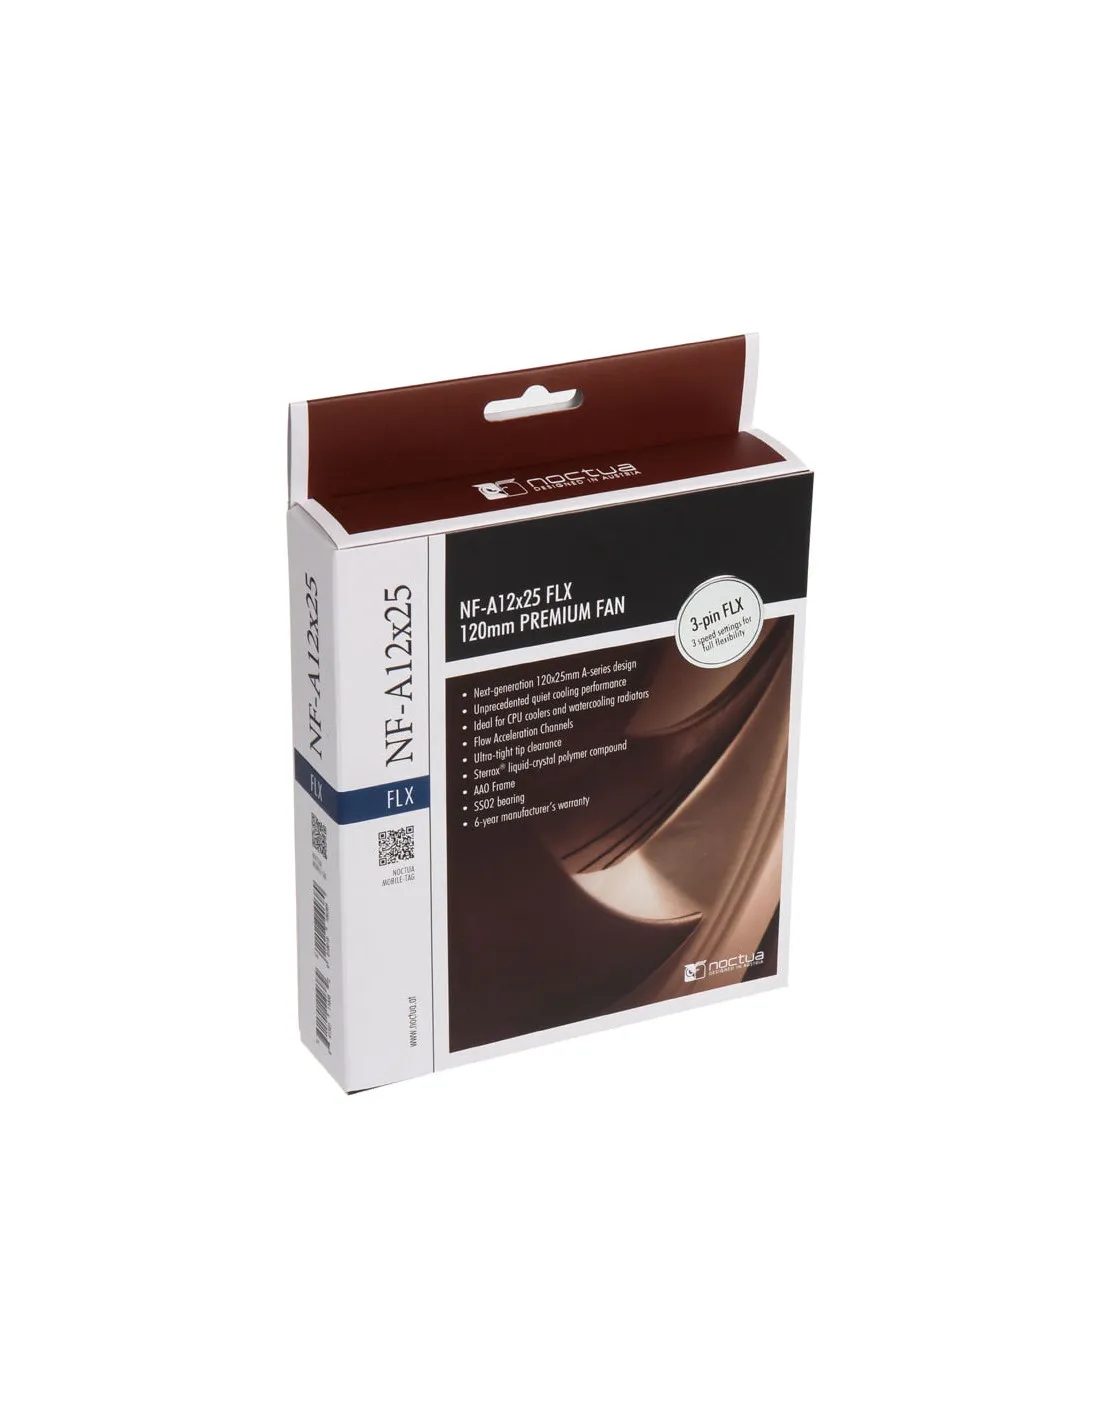 noctua
DESIGNED IN AUSTRIA
NF-A12x25
FLX
NF-A12x25
FLX
NOCTUA
MOBILE-TAG
www.noctua.at
NF-A12x25 FLX
120mm PREMIUM FAN
3-pin FLX
3 speed settings for
full flexibility
• Next-generation 120x25mm A-series design
• Unprecedented quiet cooling performance
• Ideal for CPU coolers and watercooling radiators
• Flow Acceleration Channels
• Ultra-tight tip clearance
• Sterrox® liquid-crystal polymer compound
• AAO Frame
• SSO2 bearing
• 6-year manufacturer's warranty
noctua
DESIGNED IN AUSTRIA